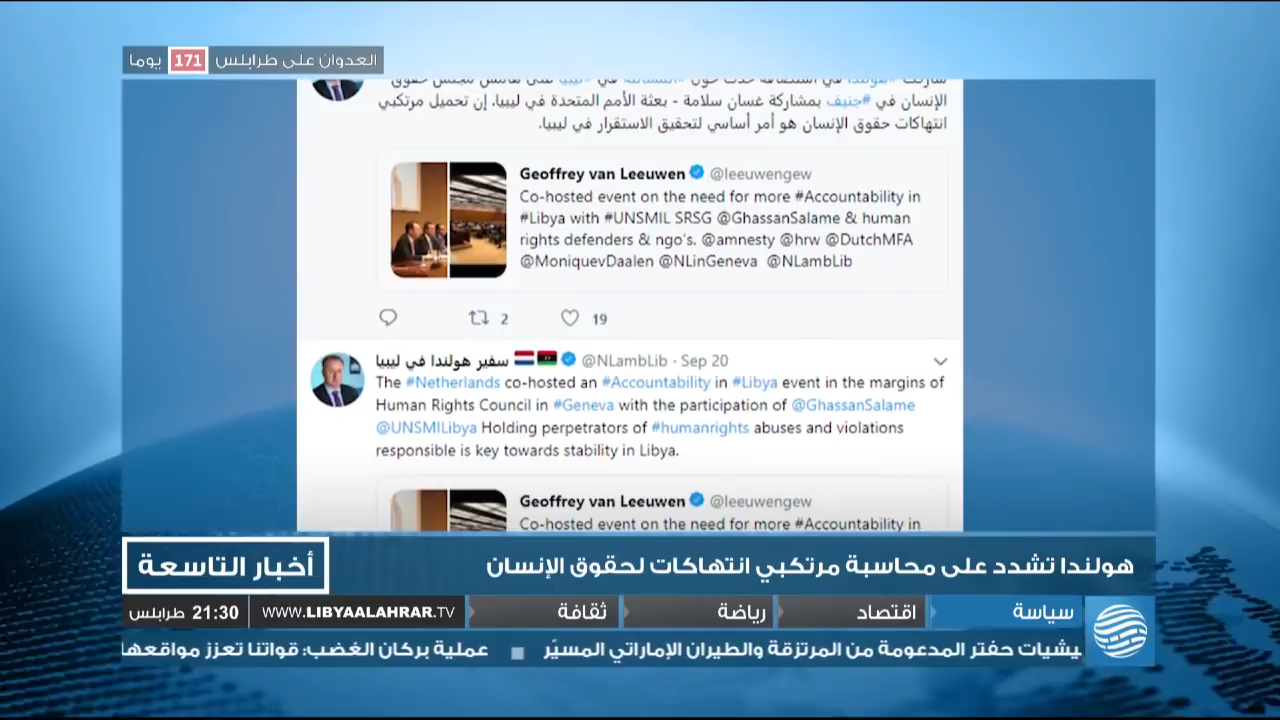 العدوان على طرابلس 171 يوما
الإنسان في #جنيف بمشاركة غسان سلامة - بعثة الأمم المتحدة في ليبيا. إن تحميل مرتكبي
انتهاكات حقوق الإنسان هو أمر أساسي لتحقيق الاستقرار في ليبيا.
Geoffrey van Leeuwen @leeuwengew
Co-hosted event on the need for more #Accountability in
#Libya with #UNSMIL SRSG @GhassanSalame & human
rights defenders & ngo's. @amnesty @hrw @DutchMFA
@MoniquevDaalen @NLinGeneva @NLambLib
2 19
سفير هولندا في ليبيا @NLambLib · Sep 20
The #Netherlands co-hosted an #Accountability in #Libya event in the margins of
Human Rights Council in #Geneva with the participation of @GhassanSalame
@UNSMILibya Holding perpetrators of #humanrights abuses and violations
responsible is key towards stability in Libya.
Geoffrey van Leeuwen @leeuwengew
Co-hosted event on the need for more #Accountability in
هولندا تشدد على محاسبة مرتكبي انتهاكات لحقوق الإنسان
أخبار التاسعة
سياسة اقتصاد رياضة ثقافة WWW.LIBYAALAHRAR.TV 21:30 طرابلس
يشيات حفتر المدعومة من المرتزقة والطيران الإماراتي المسيّر ■ عملية بركان الغضب: قواتنا تعزز مواقعها